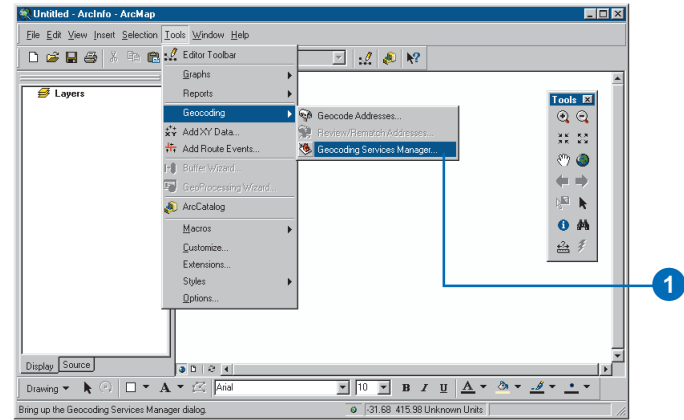 Untitled - ArcInfo - ArcMap
File Edit View Insert Selection Tools Window Help
Editor Toolbar
Graphs
Reports
Geocoding
Add XY Data...
Add Route Events...
Buffer Wizard...
GeoProcessing Wizard...
ArcCatalog
Macros
Customize...
Extensions...
Styles
Options...
Geocode Addresses...
Review/Rematch Addresses...
Geocoding Services Manager...
Layers
Tools
1
Display Source
Drawing A Arial 10 B I U A
Bring up the Geocoding Services Manager dialog. -31.68 415.98 Unknown Units